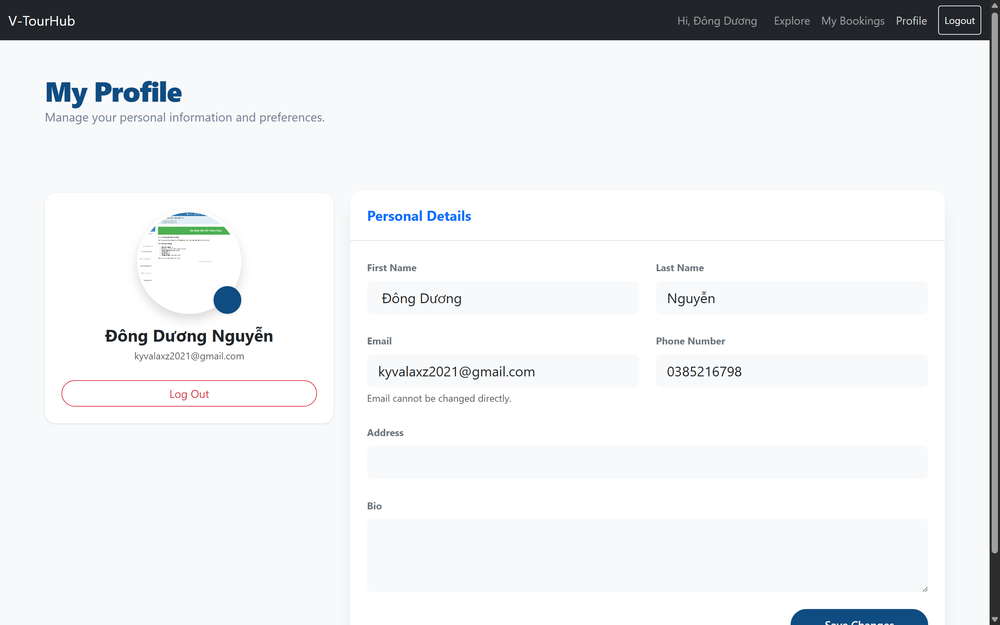 V-TourHub
Hi, Đông Dương
Explore
My Bookings
Profile
Logout
My Profile
Manage your personal information and preferences.
Xác Nhận Đặt Chỗ Thành Công
Đông Dương Nguyễn
kyvalaxz2021@gmail.com
Log Out
Personal Details
First Name
Last Name
Đông Dương
Nguyễn
Email
Phone Number
kyvalaxz2021@gmail.com
0385216798
Email cannot be changed directly.
Address
Bio
Save Changes